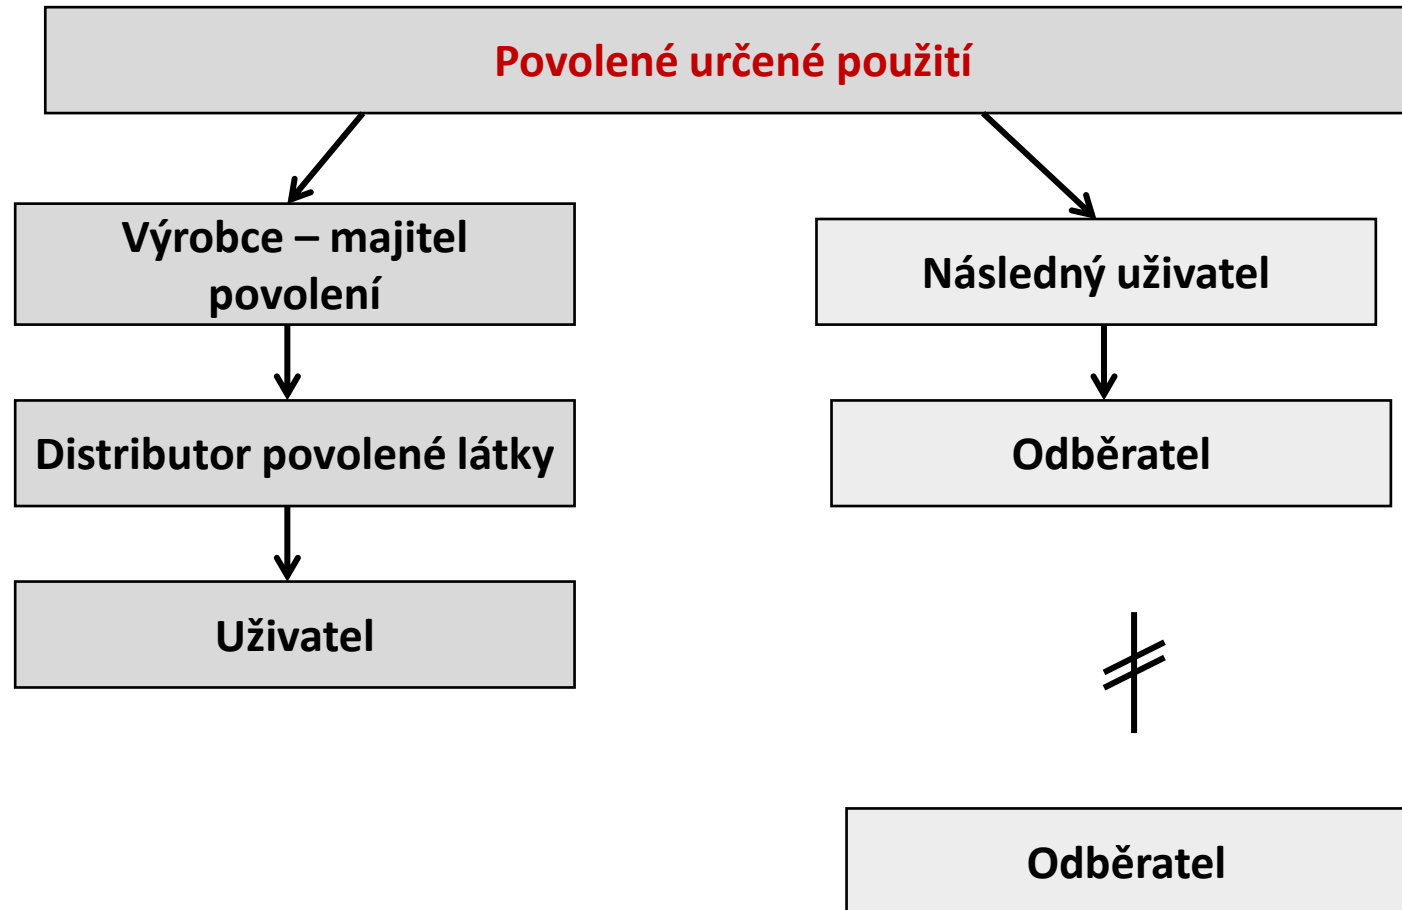 Povolené určené použití
Výrobce – majitel
povolení
Následný uživatel
Distributor povolené látky
Odběratel
Uživatel
Odběratel